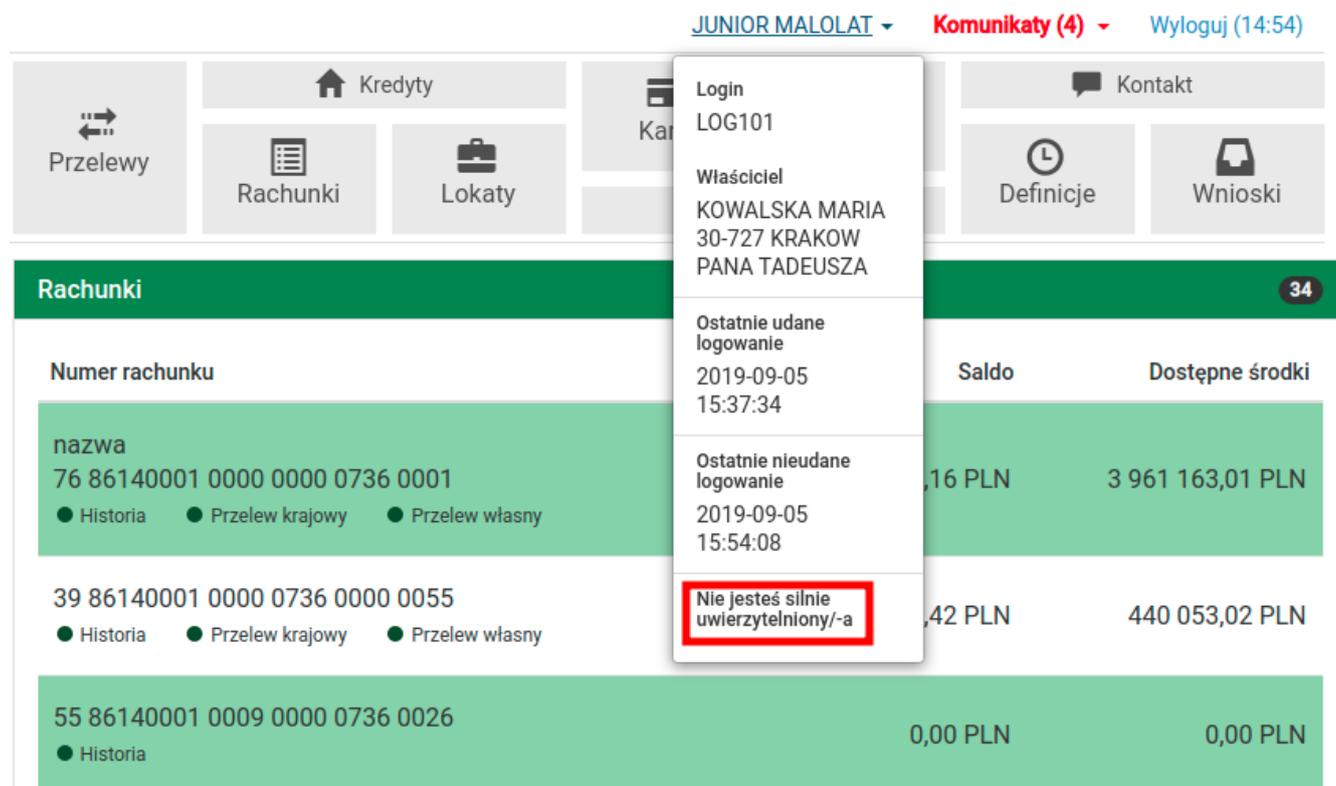 JUNIOR MALOLAT Komunikaty (4) Wyloguj (14:54)
Przelewy
Kredyty
Rachunki
Lokaty
Kontakt
Definicje
Wnioski
Login
LOG101
Właściciel
KOWALSKA MARIA
30-727 KRAKOW
PANA TADEUSZA
Ostatnie udane
logowanie
2019-09-05
15:37:34
Ostatnie nieudane
logowanie
2019-09-05
15:54:08
Nie jesteś silnie
uwierzytelniony/-a
Rachunki 34
Numer rachunku Saldo Dostępne środki
nazwa
76 86140001 0000 0000 0736 0001 ,16 PLN 3 961 163,01 PLN
Historia Przelew krajowy Przelew własny
39 86140001 0000 0736 0000 0055 ,42 PLN 440 053,02 PLN
Historia Przelew krajowy Przelew własny
55 86140001 0009 0000 0736 0026 0,00 PLN 0,00 PLN
Historia